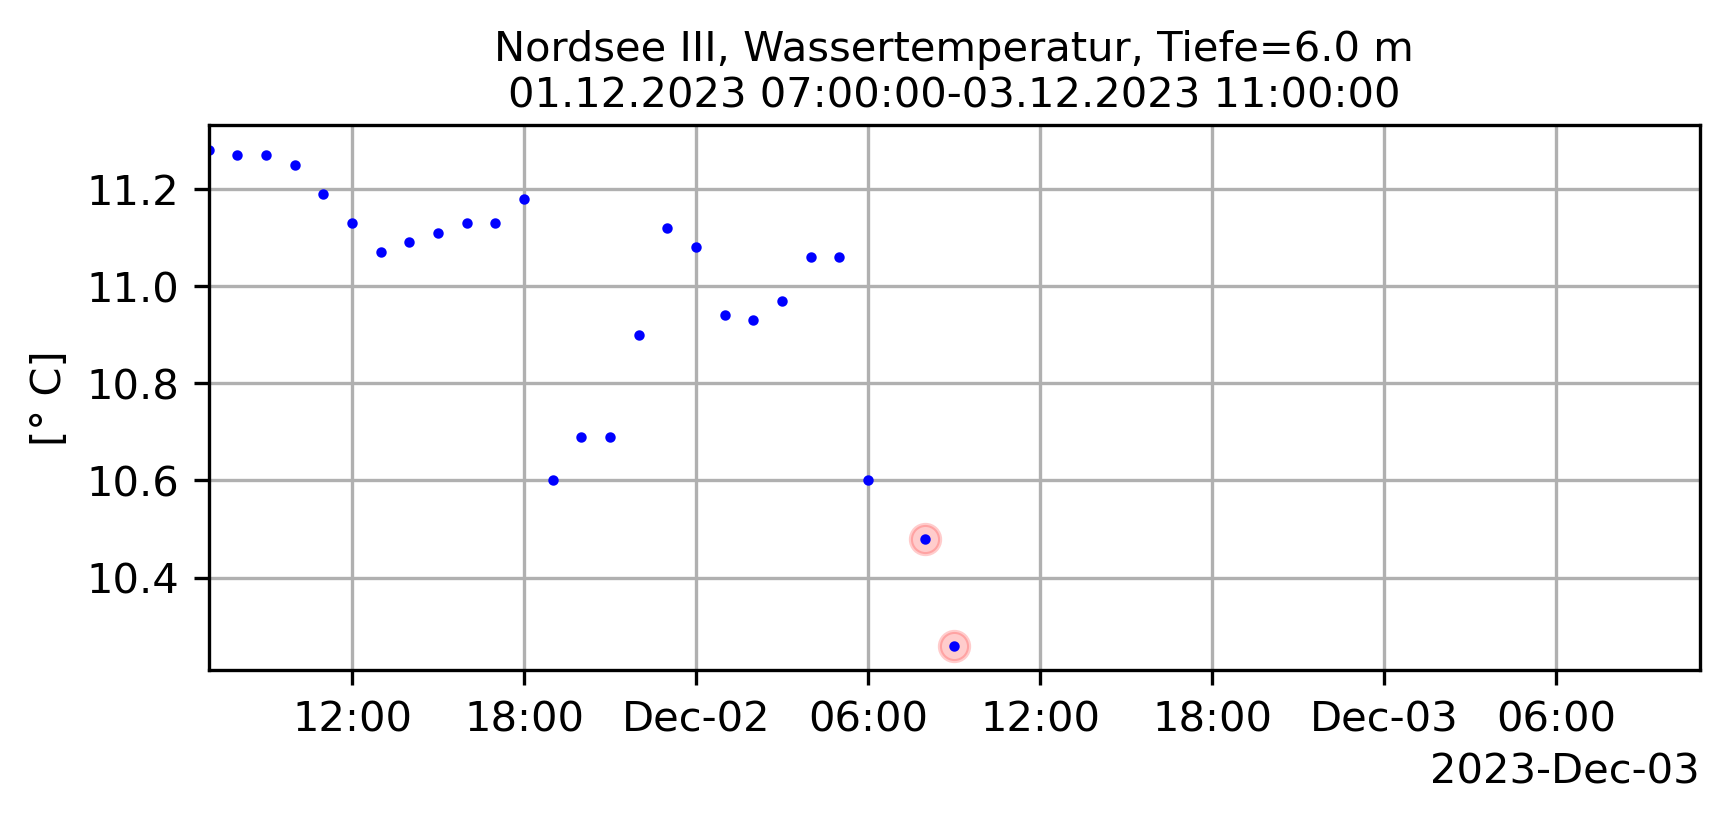 Nordsee III, Wassertemperatur, Tiefe=6.0 m
01.12.2023 07:00:00-03.12.2023 11:00:00
[° C]
11.2
11.0
10.8
10.6
10.4
12:00 18:00 Dec-02 06:00 12:00 18:00 Dec-03 06:00
2023-Dec-03